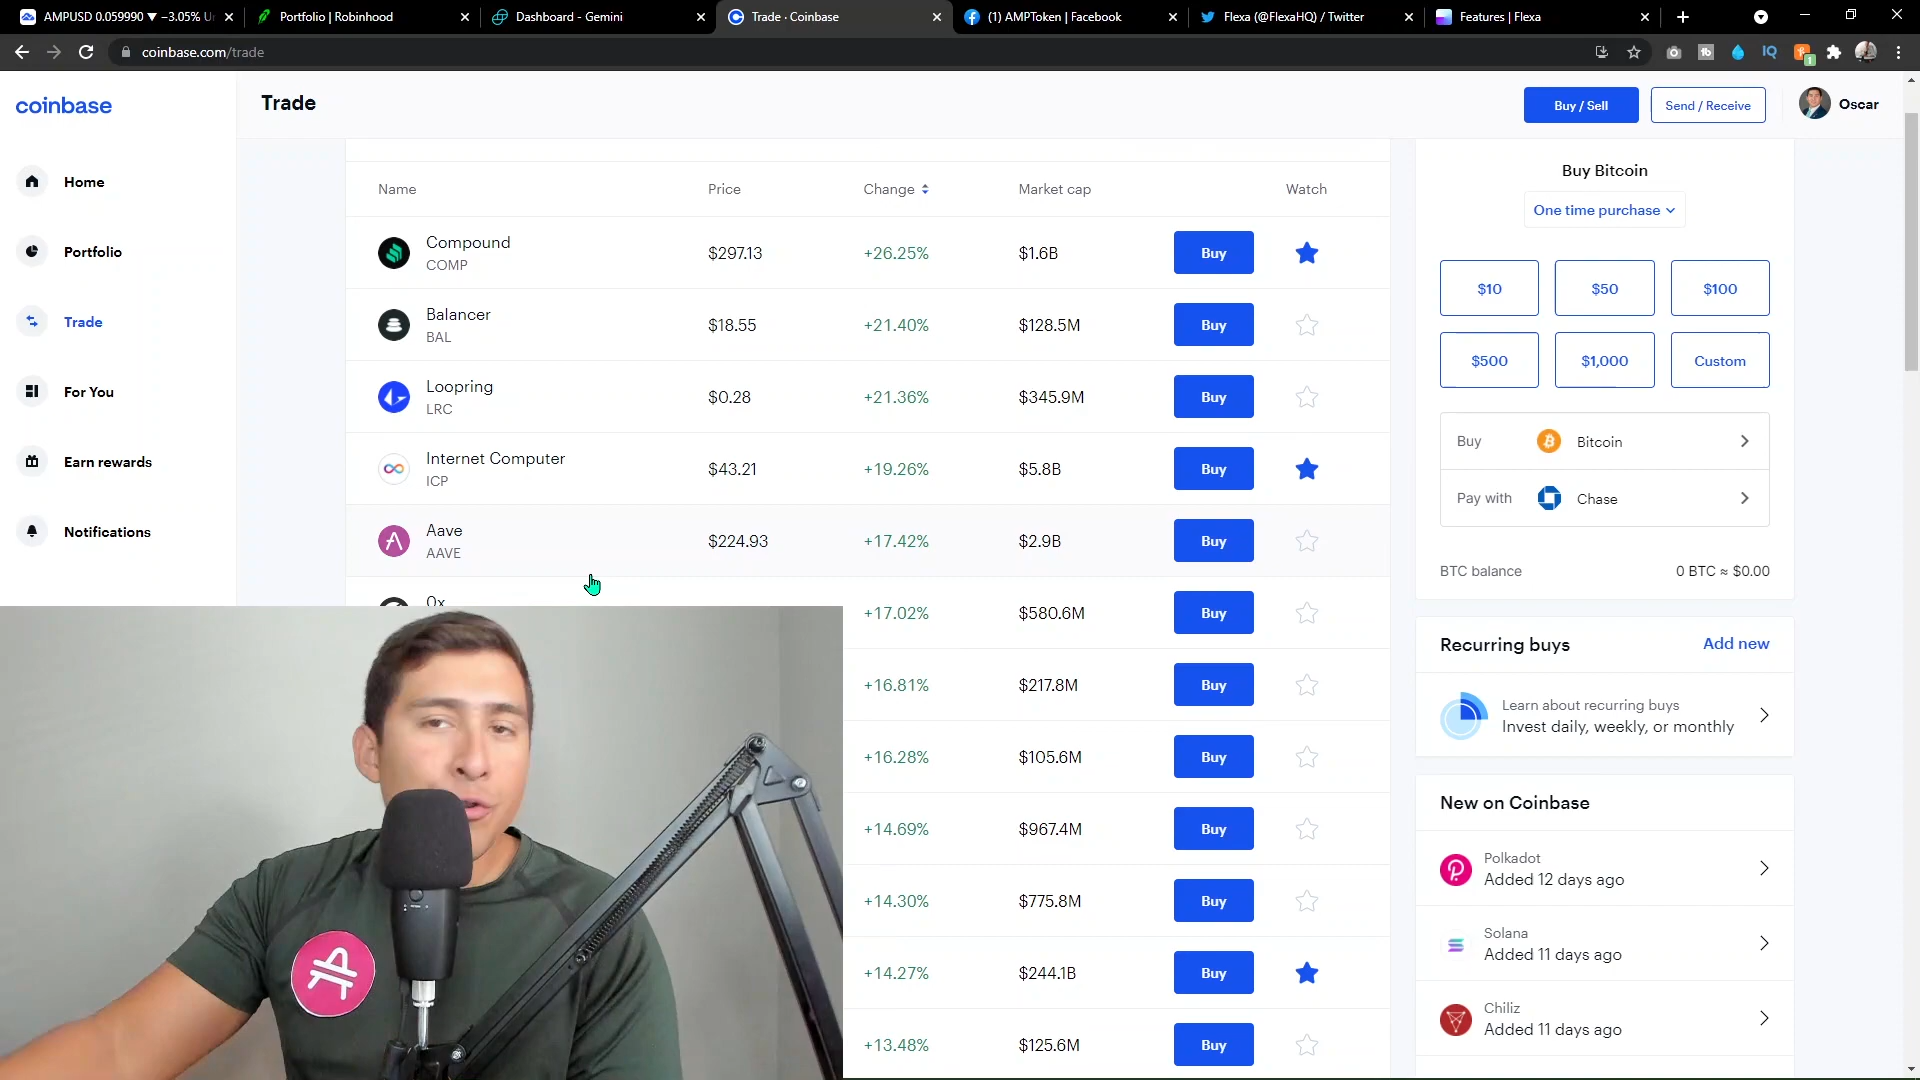 AMPUSD 0.059990 ▼ −3.05%
Portfolio | Robinhood
Dashboard - Gemini
Trade · Coinbase
(1) AMPToken | Facebook
Flexa (@FlexaHQ) / Twitter
Features | Flexa
coinbase.com/trade
IQ
1
coinbase
Trade
Buy / Sell
Send / Receive
Oscar
Home
Portfolio
Trade
For You
Earn rewards
Notifications
Name Price Change Market cap Watch
Compound
COMP
$297.13 +26.25% $1.6B Buy
Balancer
BAL
$18.55 +21.40% $128.5M Buy
Loopring
LRC
$0.28 +21.36% $345.9M Buy
Internet Computer
ICP
$43.21 +19.26% $5.8B Buy
Aave
AAVE
$224.93 +17.42% $2.9B Buy
0x
+17.02% $580.6M Buy
+16.81% $217.8M Buy
+16.28% $105.6M Buy
+14.69% $967.4M Buy
+14.30% $775.8M Buy
+14.27% $244.1B Buy
+13.48% $125.6M Buy
Buy Bitcoin
One time purchase
$10 $50 $100
$500 $1,000 Custom
Buy Bitcoin
Pay with Chase
BTC balance 0 BTC ≈ $0.00
Recurring buys Add new
Learn about recurring buys
Invest daily, weekly, or monthly
New on Coinbase
Polkadot
Added 12 days ago
Solana
Added 11 days ago
Chiliz
Added 11 days ago